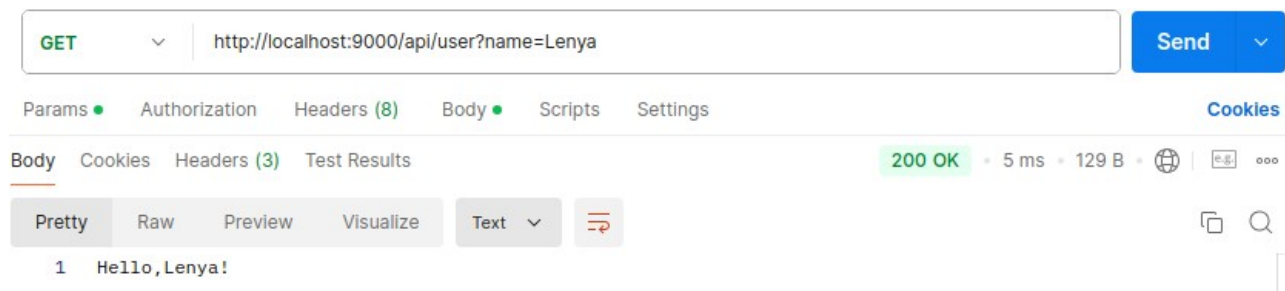 GET http://localhost:9000/api/user?name=Lenya Send
Params Authorization Headers (8) Body Scripts Settings Cookies
Body Cookies Headers (3) Test Results 200 OK 5 ms 129 B e.g.
Pretty Raw Preview Visualize Text
1 Hello,Lenya!